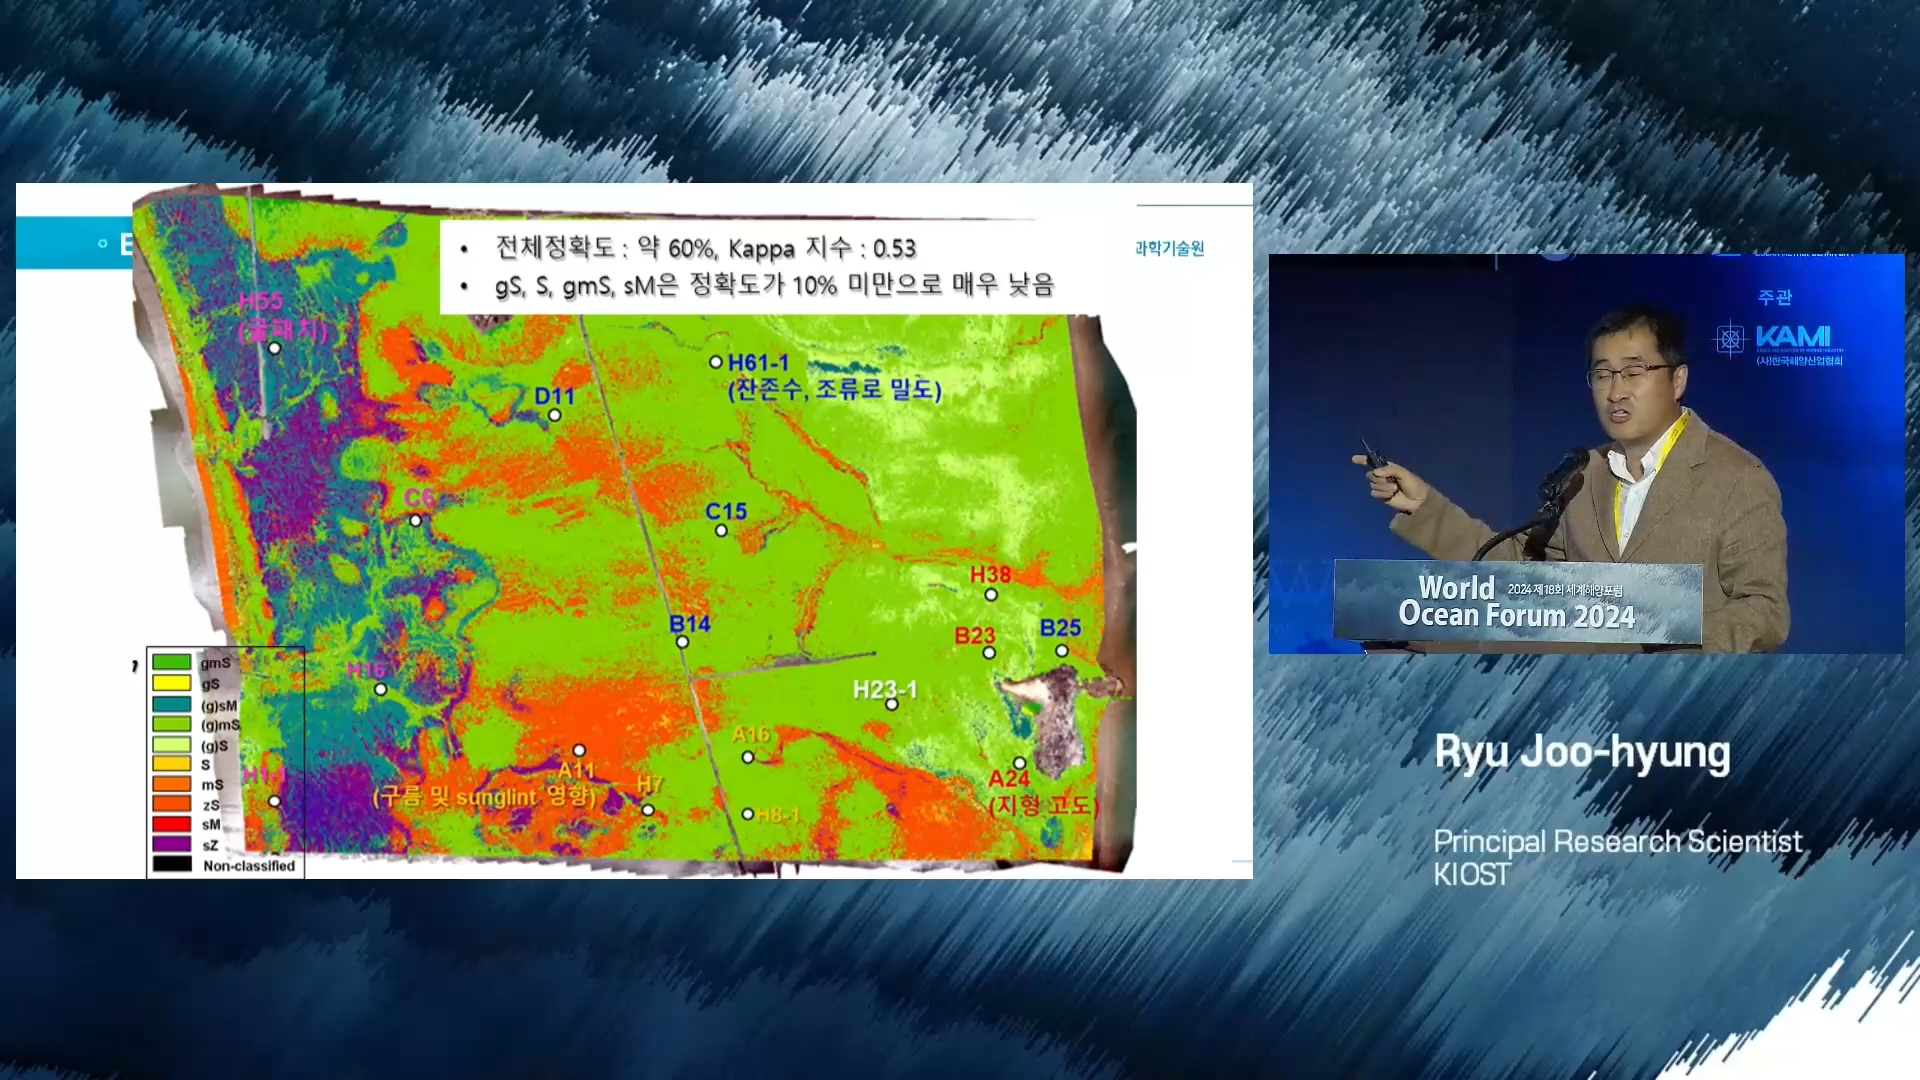 전체정확도 : 약 60%, Kappa 지수 : 0.53
gS, S, gmS, sM은 정확도가 10% 미만으로 매우 낮음
과학기술원
H55
(굴패치)
H61-1
(잔존수, 조류로 말도)
D11
C6
C15
H38
B14
B23
B25
H16
H23-1
A16
A11
(구름 및 sunglint 영향)
H7
H8-1
A24
(지형 고도)
gmS
gS
(g)sM
(g)mS
(g)S
S
mS
zS
sM
sZ
Non-classified
주관
KAMI
(사)한국해양산업협회
World
2024 제18회 세계해양포럼
Ocean Forum 2024
Ryu Joo-hyung
Principal Research Scientist
KIOST